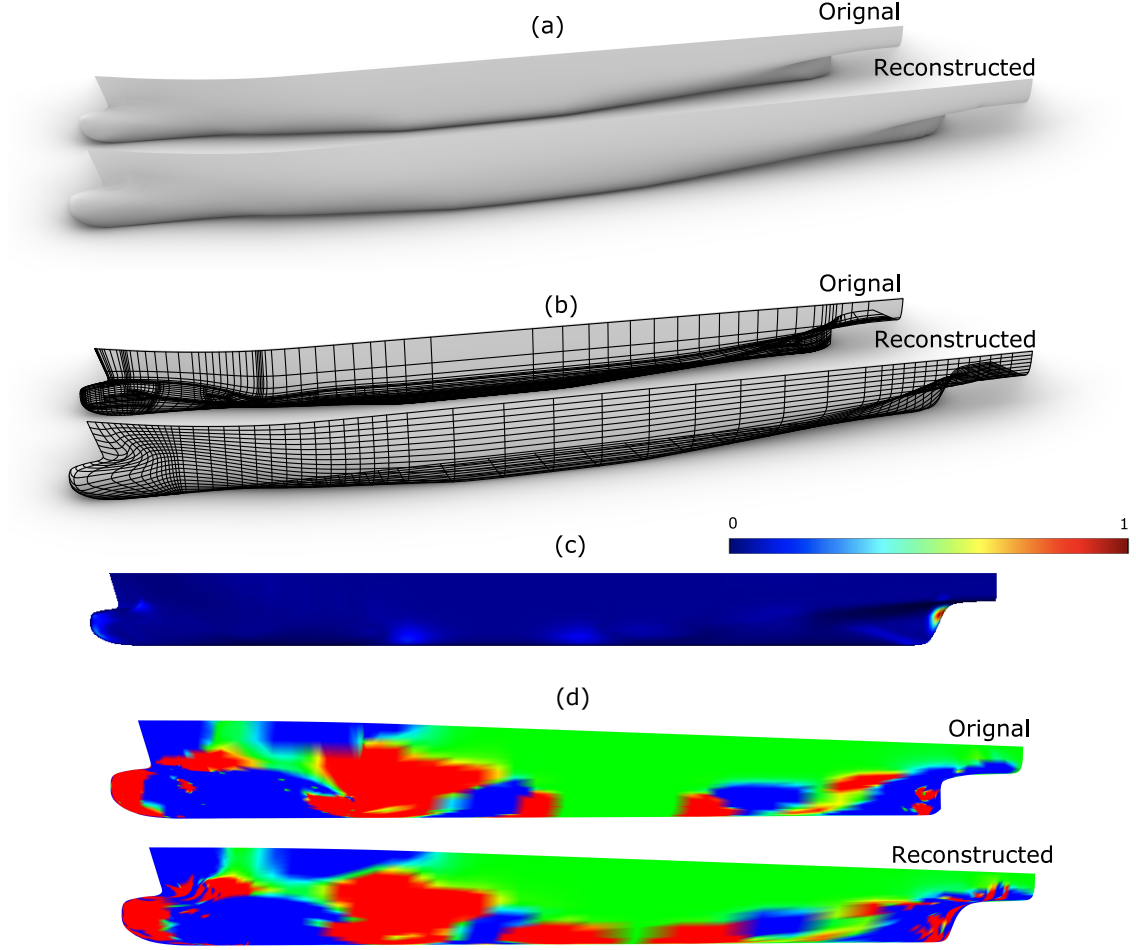 (a)
Orignal
Reconstructed
(b)
Orignal
Reconstructed
0 1
(c)
(d)
Orignal
Reconstructed